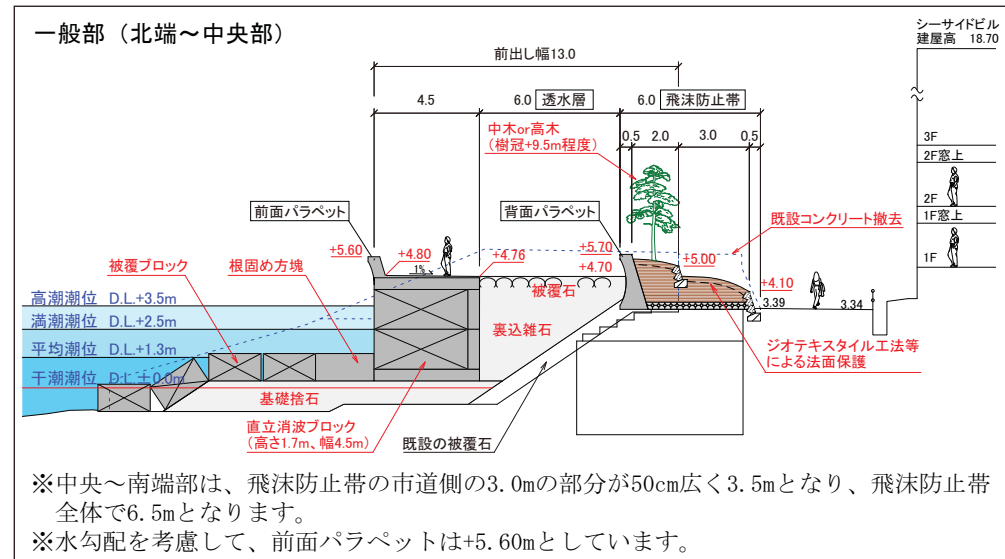 一般部（北端～中央部）
シーサイドビル
建屋高 18.70
前出し幅13.0
4.5
6.0 透水層
6.0 飛沫防止帯
中木or高木
（樹冠+9.5m程度）
0.5 2.0 3.0 0.5
3F
2F窓上
2F
1F窓上
1F
前面パラペット
背面パラペット
既設コンクリート撤去
+5.60
+4.80
+4.76
+5.70
+4.70
+5.00
+4.10
3.39
3.34
被覆ブロック
根固め方塊
被覆石
裏込雑石
高潮潮位 D.L.+3.5m
満潮潮位 D.L.+2.5m
平均潮位 D.L.+1.3m
干潮潮位 D.L.±0.0m
基礎捨石
直立消波ブロック
（高さ1.7m、幅4.5m）
既設の被覆石
ジオテキスタイル工法等
による法面保護
※中央～南端部は、飛沫防止帯の市道側の3.0mの部分が50cm広く3.5mとなり、飛沫防止帯
全体で6.5mとなります。
※水勾配を考慮して、前面パラペットは+5.60mとしています。